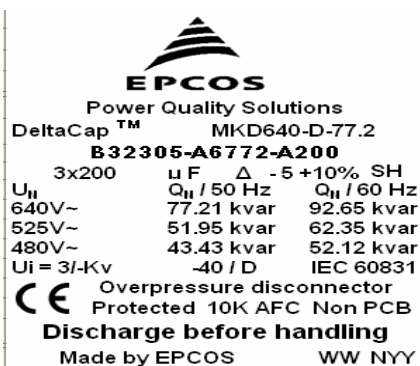 EPCOS
Power Quality Solutions
DeltaCap ™ MKD640-D-77.2
B32305-A6772-A200
3x200 µF Δ -5 +10% SH
U_N Q_N / 50 Hz Q_N / 60 Hz
640V~ 77.21 kvar 92.65 kvar
525V~ 51.95 kvar 62.35 kvar
480V~ 43.43 kvar 52.12 kvar
Ui = 3/-Kv -40 / D IEC 60831
CE Overpressure disconnector
Protected 10K AFC Non PCB
Discharge before handling
Made by EPCOS WW NYY